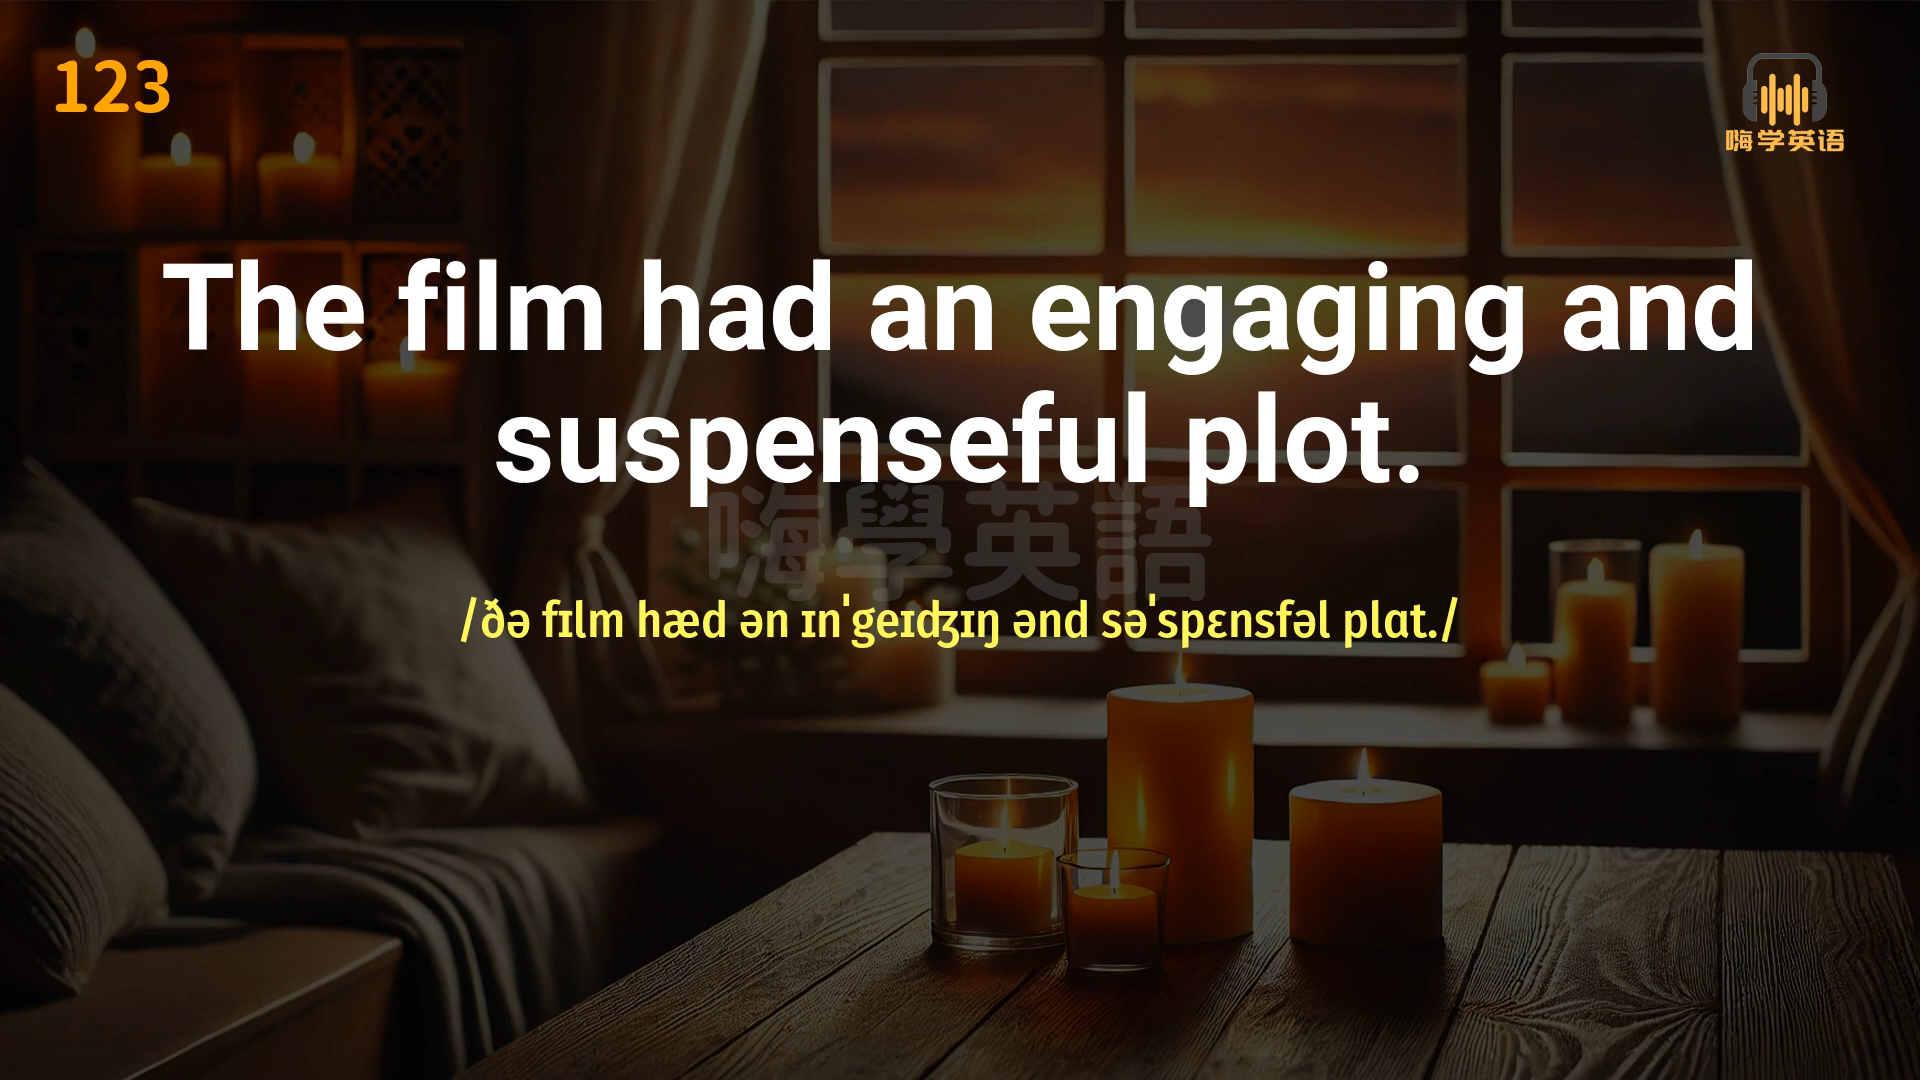 123
嗨学英语
The film had an engaging and
suspenseful plot.
嗨學英語
/ðə fɪlm hæd ən ɪnˈɡeɪʤɪŋ ənd səˈspɛnsfəl plɑt./